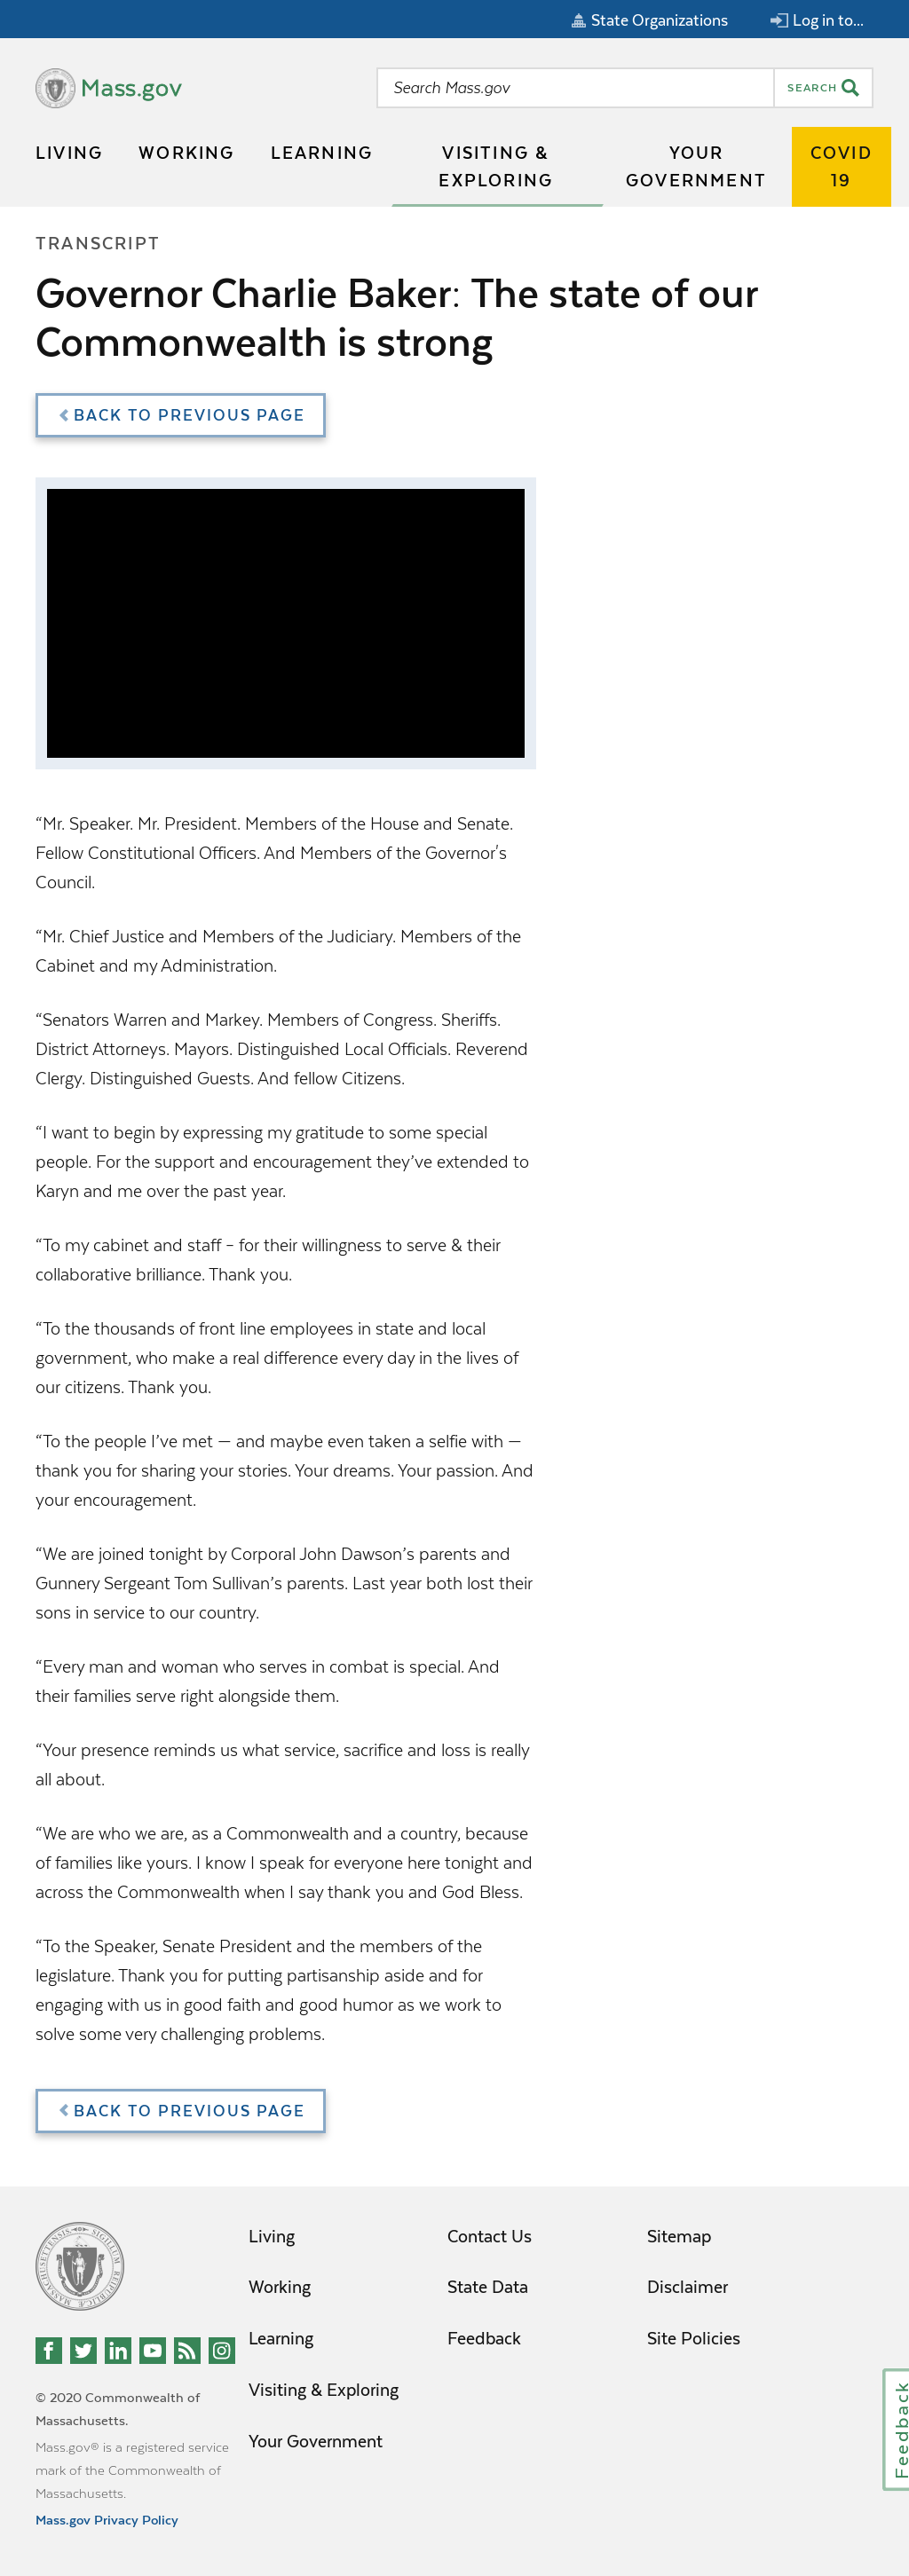 State Organizations
Log in to...
Mass.gov
Search Mass.gov
SEARCH
LIVING
WORKING
LEARNING
VISITING &
EXPLORING
YOUR
GOVERNMENT
COVID
19
TRANSCRIPT
Governor Charlie Baker: The state of our
Commonwealth is strong
BACK TO PREVIOUS PAGE
“Mr. Speaker. Mr. President. Members of the House and Senate.
Fellow Constitutional Officers. And Members of the Governor's
Council.
“Mr. Chief Justice and Members of the Judiciary. Members of the
Cabinet and my Administration.
“Senators Warren and Markey. Members of Congress. Sheriffs.
District Attorneys. Mayors. Distinguished Local Officials. Reverend
Clergy. Distinguished Guests. And fellow Citizens.
“I want to begin by expressing my gratitude to some special
people. For the support and encouragement they’ve extended to
Karyn and me over the past year.
“To my cabinet and staff – for their willingness to serve & their
collaborative brilliance. Thank you.
“To the thousands of front line employees in state and local
government, who make a real difference every day in the lives of
our citizens. Thank you.
“To the people I’ve met — and maybe even taken a selfie with —
thank you for sharing your stories. Your dreams. Your passion. And
your encouragement.
“We are joined tonight by Corporal John Dawson’s parents and
Gunnery Sergeant Tom Sullivan’s parents. Last year both lost their
sons in service to our country.
“Every man and woman who serves in combat is special. And
their families serve right alongside them.
“Your presence reminds us what service, sacrifice and loss is really
all about.
“We are who we are, as a Commonwealth and a country, because
of families like yours. I know I speak for everyone here tonight and
across the Commonwealth when I say thank you and God Bless.
“To the Speaker, Senate President and the members of the
legislature. Thank you for putting partisanship aside and for
engaging with us in good faith and good humor as we work to
solve some very challenging problems.
BACK TO PREVIOUS PAGE
Living
Working
Learning
Visiting & Exploring
Your Government
Contact Us
State Data
Feedback
Sitemap
Disclaimer
Site Policies
© 2020 Commonwealth of
Massachusetts.
Mass.gov® is a registered service
mark of the Commonwealth of
Massachusetts.
Mass.gov Privacy Policy
Feedback